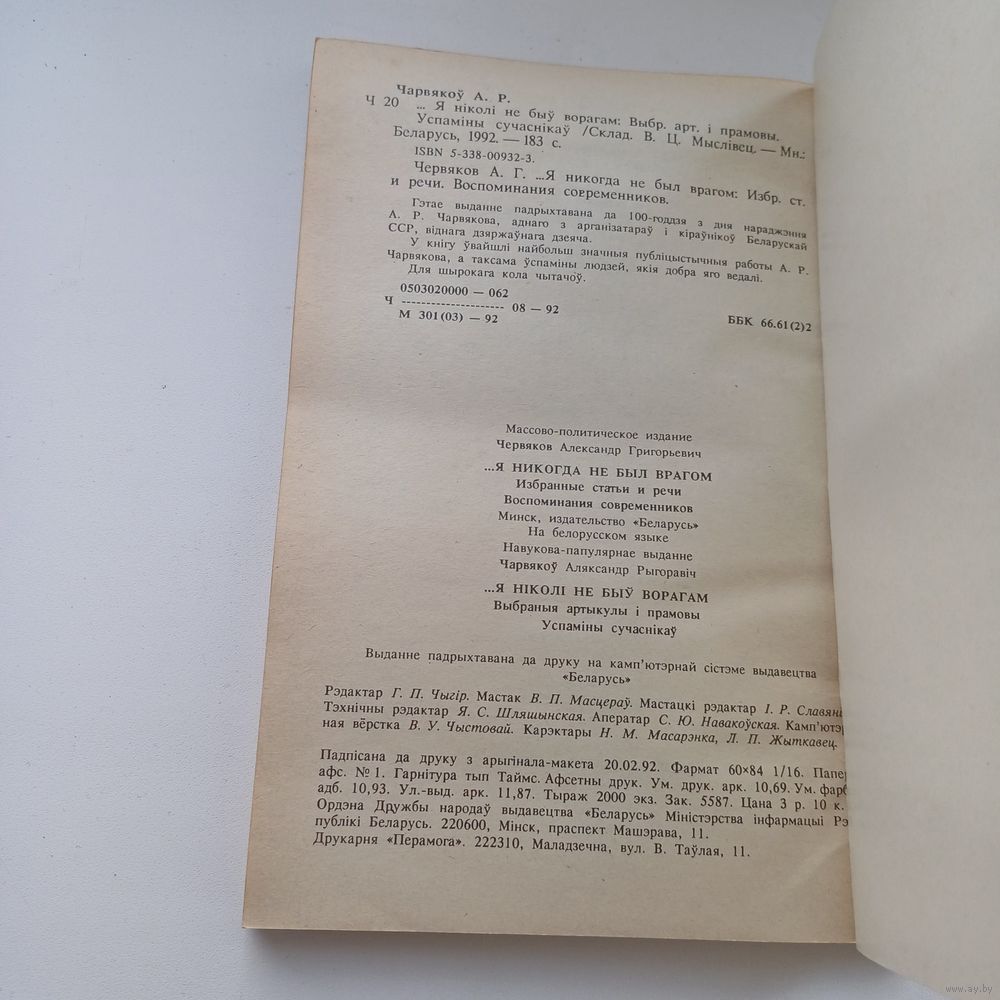 Чарвякоў А. Р.
Ч 20 ... Я ніколі не быў ворагам: Выбр. арт. і прамовы.
Успаміны сучаснікаў /Склад. В. Ц. Мыслівец. — Мн.:
Беларусь, 1992. — 183 с.
ISBN 5-338-00932-3.
Червяков А. Г. ...Я никогда не был врагом: Избр. ст.
и речи. Воспоминания современников.
Гэтае выданне падрыхтавана да 100-годдзя з дня нараджэння
А. Р. Чарвякова, аднаго з арганізатараў і кіраўнікоў Беларускай
ССР, віднага дзяржаўнага дзеяча.
У кнігу ўвайшлі найбольш значныя публіцыстычныя работы А. Р.
Чарвякова, а таксама ўспаміны людзей, якія добра яго ведалі.
Для шырокага кола чытачоў.
0503020000 — 062
Ч --------------------- 08 — 92
М 301(03) — 92
ББК 66.61(2)2
Массово-политическое издание
Червяков Александр Григорьевич
...Я НИКОГДА НЕ БЫЛ ВРАГОМ
Избранные статьи и речи
Воспоминания современников
Минск, издательство «Беларусь»
На белорусском языке
Навукова-папулярнае выданне
Чарвякоў Аляксандр Рыгоравіч
...Я НІКОЛІ НЕ БЫЎ ВОРАГАМ
Выбраныя артыкулы і прамовы
Успаміны сучаснікаў
Выданне падрыхтавана да друку на камп'ютэрнай сістэме выдавецтва
«Беларусь»
Рэдактар Г. П. Чыгір. Мастак В. П. Масцераў. Мастацкі рэдактар І. Р. Славян
Тэхнічны рэдактар Я. С. Шляшынская. Аператар С. Ю. Навакоўская. Камп'ютэр
ная вёрстка В. У. Чыстовай. Карэктары Н. М. Масарэнка, Л. П. Жыткавец.
Падпісана да друку з арыгінала-макета 20.02.92. Фармат 60×84 1/16. Папер
афс. № 1. Гарнітура тып Таймс. Афсетны друк. Ум. друк. арк. 10,69. Ум. фарб
адб. 10,93. Ул.-выд. арк. 11,87. Тыраж 2000 экз. Зак. 5587. Цана 3 р. 10 к.
Ордэна Дружбы народаў выдавецтва «Беларусь» Міністэрства інфармацыі Рэ
публікі Беларусь. 220600, Мінск, праспект Машэрава, 11.
Друкарня «Перамога». 222310, Маладзечна, вул. В. Таўлая, 11.
www.ay.by